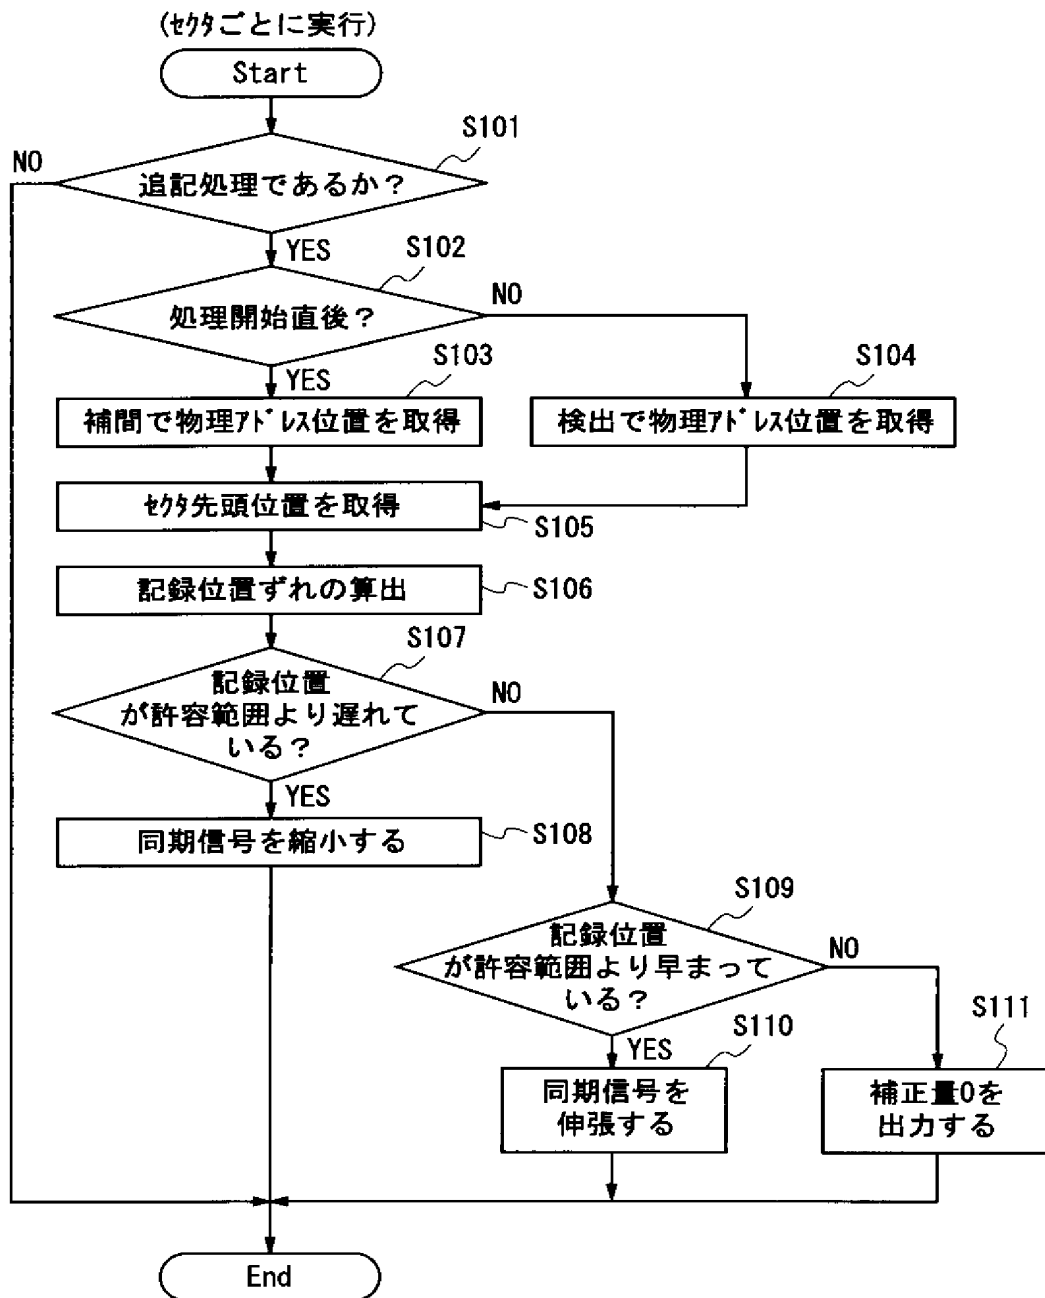 (ｾｸﾀごとに実行)
Start
S101
NO
追記処理であるか？
YES
S102
NO
処理開始直後？
YES
S103
S104
補間で物理ｱﾄﾞﾚｽ位置を取得
検出で物理ｱﾄﾞﾚｽ位置を取得
ｾｸﾀ先頭位置を取得
S105
記録位置ずれの算出
S106
S107
記録位置
が許容範囲より遅れて
いる？
NO
YES
同期信号を縮小する
S108
S109
記録位置
が許容範囲より早まって
いる？
NO
YES
S110
S111
同期信号を
伸張する
補正量0を
出力する
End